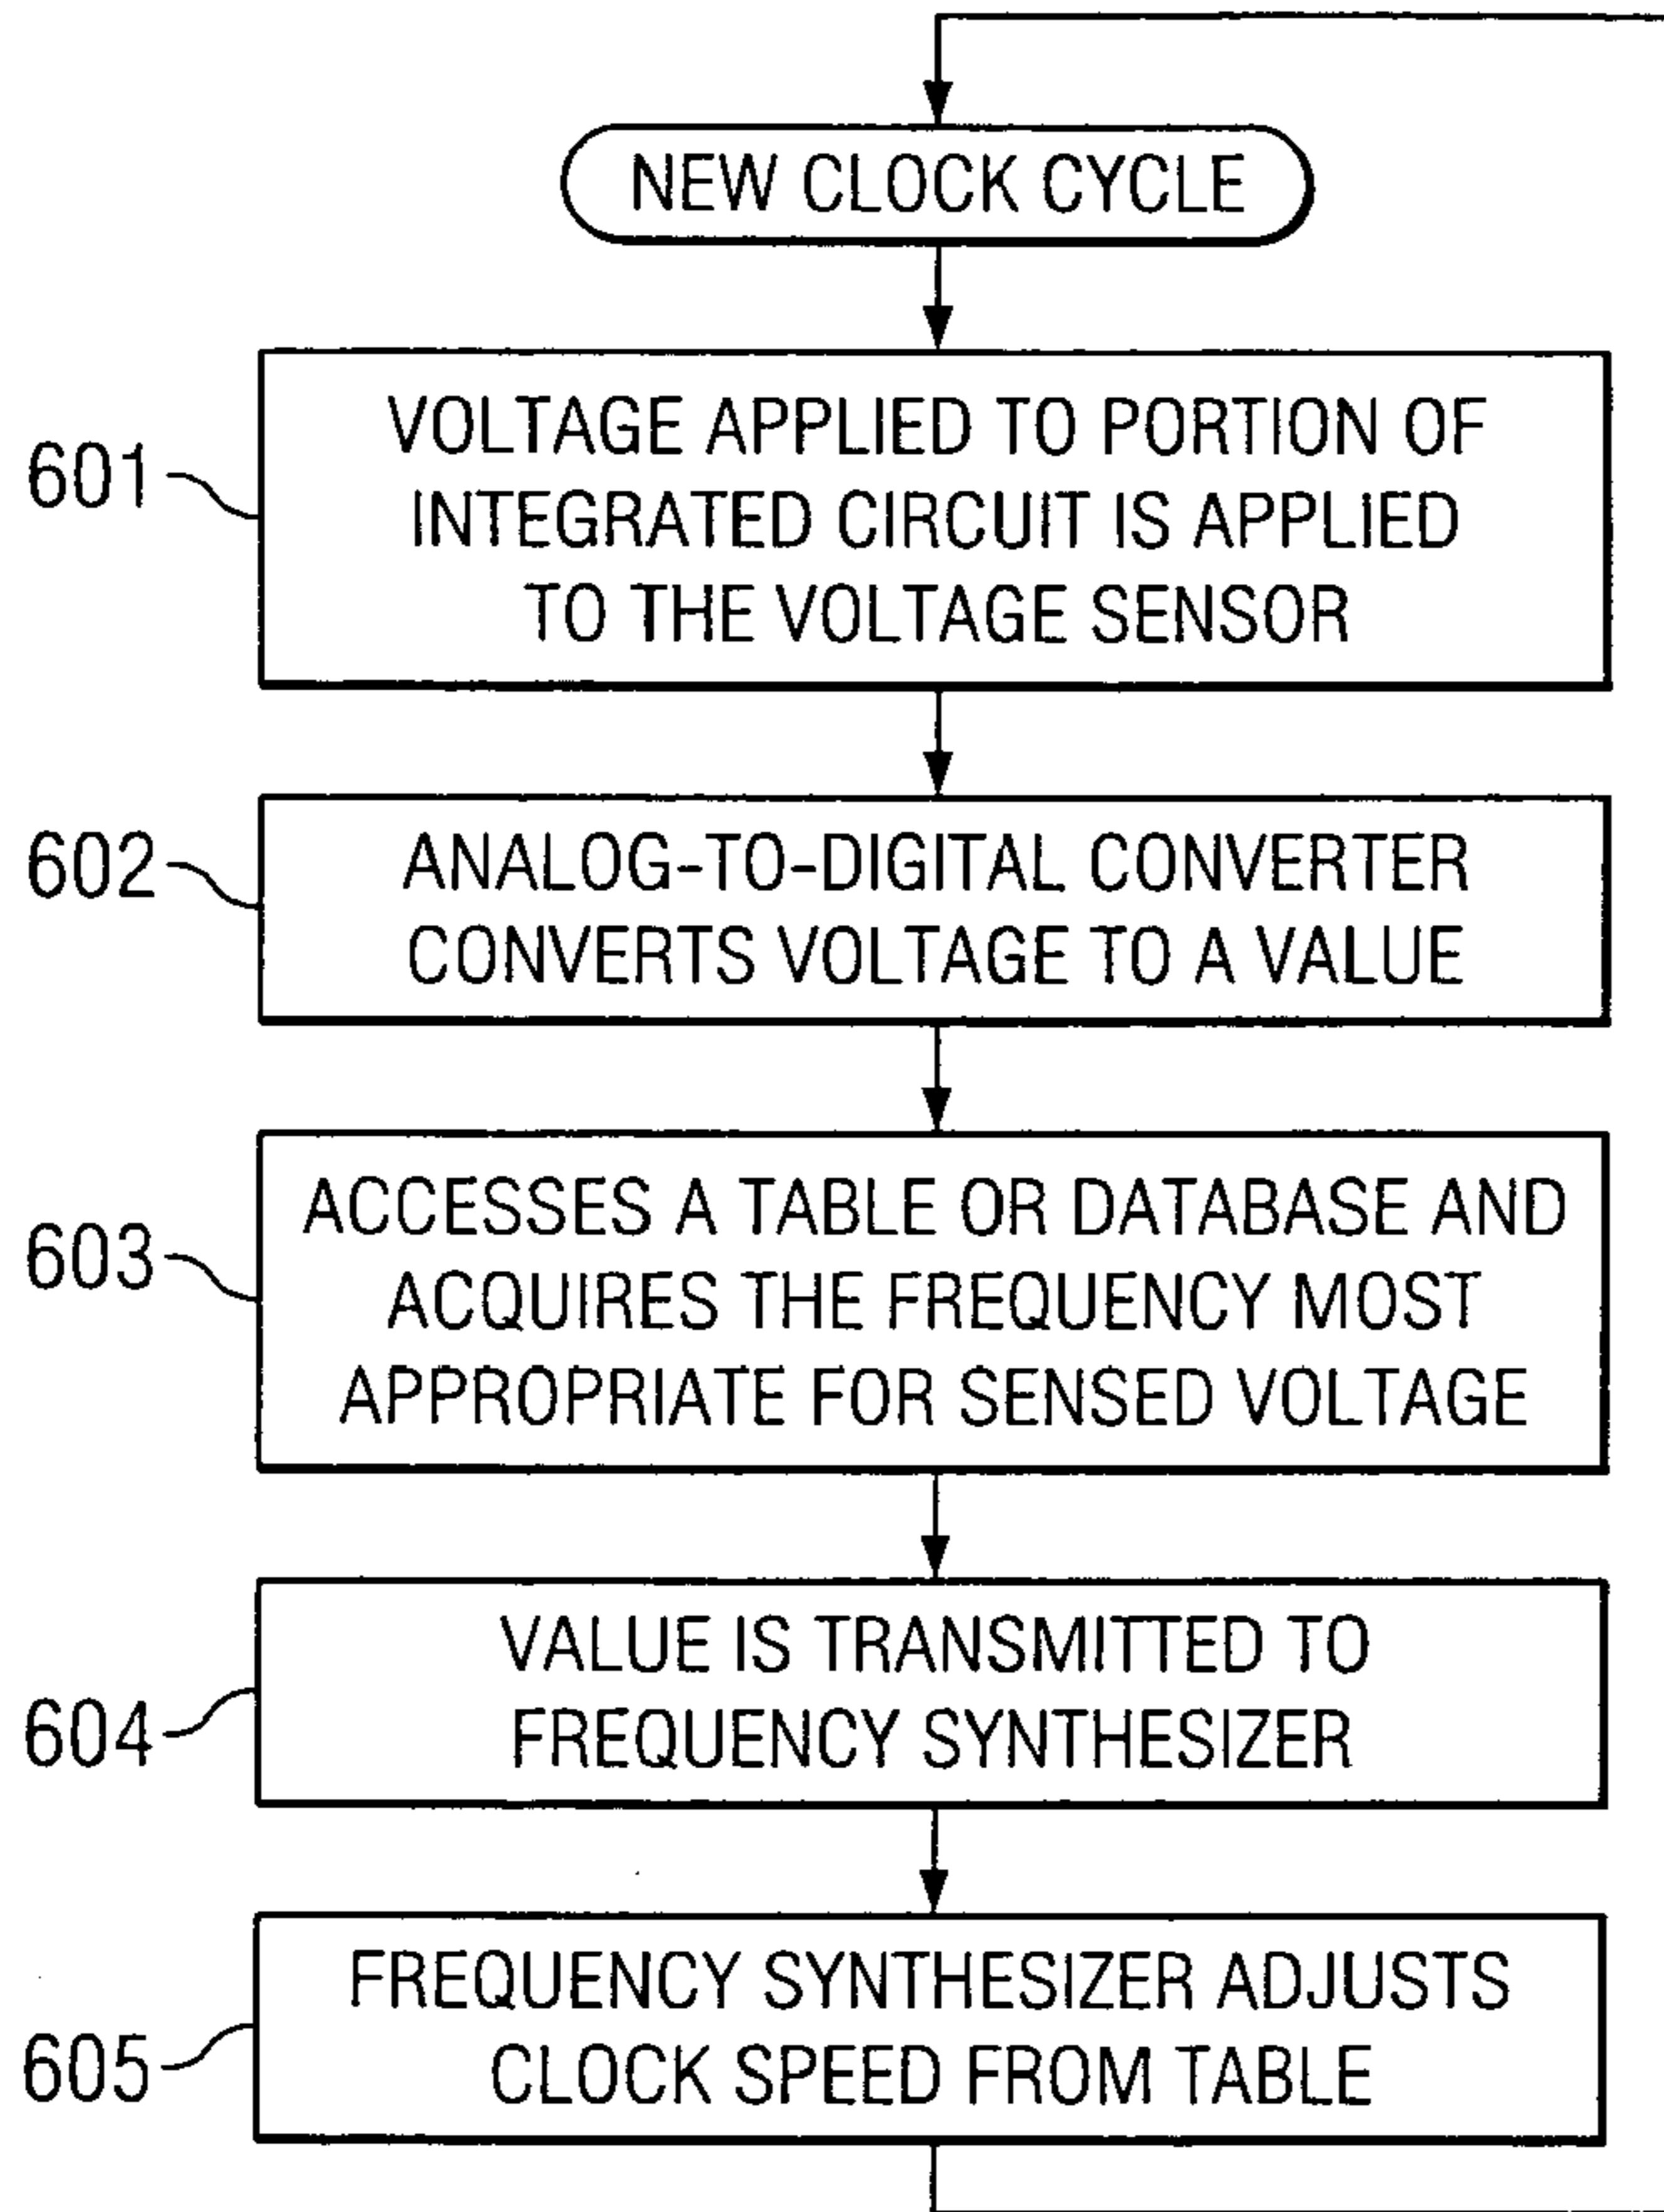 NEW CLOCK CYCLE
601
VOLTAGE APPLIED TO PORTION OF
INTEGRATED CIRCUIT IS APPLIED
TO THE VOLTAGE SENSOR
602
ANALOG-TO-DIGITAL CONVERTER
CONVERTS VOLTAGE TO A VALUE
603
ACCESSES A TABLE OR DATABASE AND
ACQUIRES THE FREQUENCY MOST
APPROPRIATE FOR SENSED VOLTAGE
604
VALUE IS TRANSMITTED TO
FREQUENCY SYNTHESIZER
605
FREQUENCY SYNTHESIZER ADJUSTS
CLOCK SPEED FROM TABLE